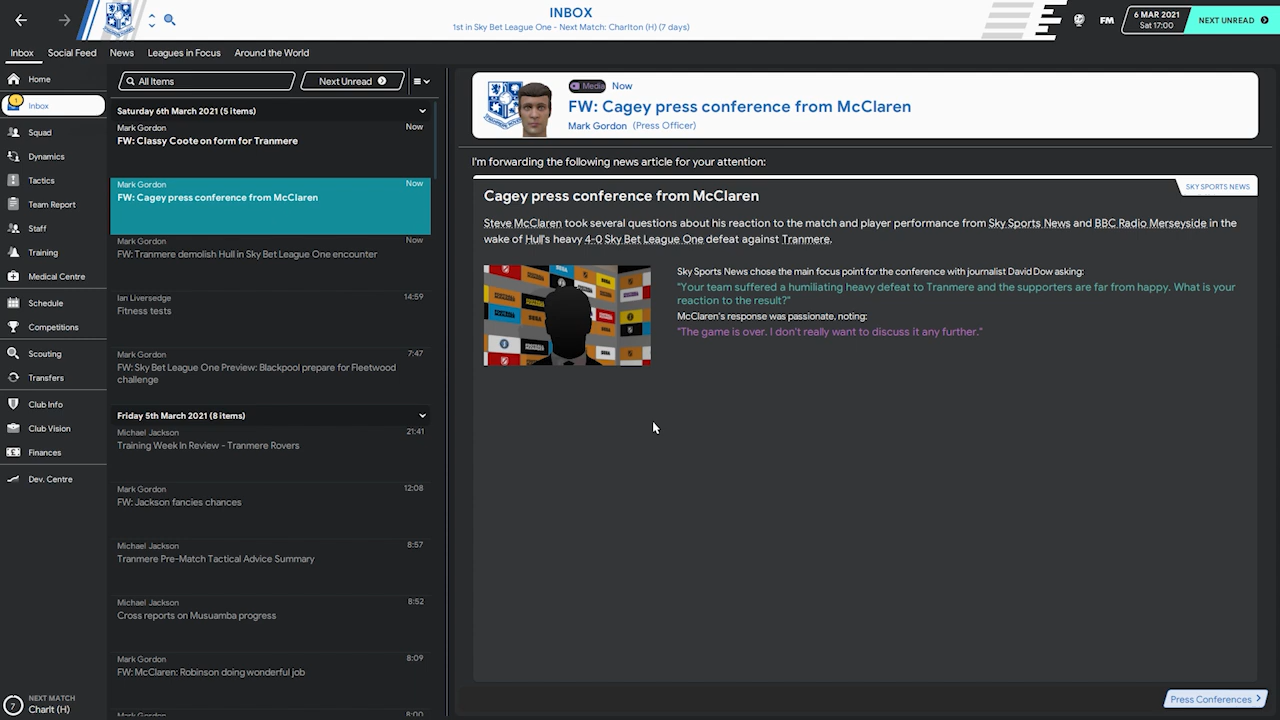 INBOX
1st in Sky Bet League One - Next Match: Charlton (H) (7 days)
FM
6 MAR 2021
Sat 17:00
NEXT UNREAD
Inbox
Social Feed
News
Leagues in Focus
Around the World
Home
Inbox
Squad
Dynamics
Tactics
Team Report
Staff
Training
Medical Centre
Schedule
Competitions
Scouting
Transfers
Club Info
Club Vision
Finances
Dev. Centre
7
NEXT MATCH
Charlt (H)
All Items
Next Unread
Saturday 6th March 2021 (5 items)
Mark Gordon
Now
FW: Classy Coote on form for Tranmere
Mark Gordon
Now
FW: Cagey press conference from McClaren
Mark Gordon
Now
FW: Tranmere demolish Hull in Sky Bet League One encounter
Ian Liversedge
14:59
Fitness tests
Mark Gordon
7:47
FW: Sky Bet League One Preview: Blackpool prepare for Fleetwood
challenge
Friday 5th March 2021 (8 items)
Michael Jackson
21:41
Training Week In Review - Tranmere Rovers
Mark Gordon
12:08
FW: Jackson fancies chances
Michael Jackson
8:57
Tranmere Pre-Match Tactical Advice Summary
Michael Jackson
8:52
Cross reports on Musuamba progress
Mark Gordon
8:09
FW: McClaren: Robinson doing wonderful job
Mark Gordon
8:00
Media
Now
FW: Cagey press conference from McClaren
Mark Gordon (Press Officer)
I'm forwarding the following news article for your attention:
SKY SPORTS NEWS
Cagey press conference from McClaren
Steve McClaren took several questions about his reaction to the match and player performance from Sky Sports News and BBC Radio Merseyside in the
wake of Hull's heavy 4-0 Sky Bet League One defeat against Tranmere.
Sky Sports News chose the main focus point for the conference with journalist David Dow asking:
"Your team suffered a humiliating heavy defeat to Tranmere and the supporters are far from happy. What is your
reaction to the result?"
McClaren's response was passionate, noting:
"The game is over. I don't really want to discuss it any further."
Press Conferences